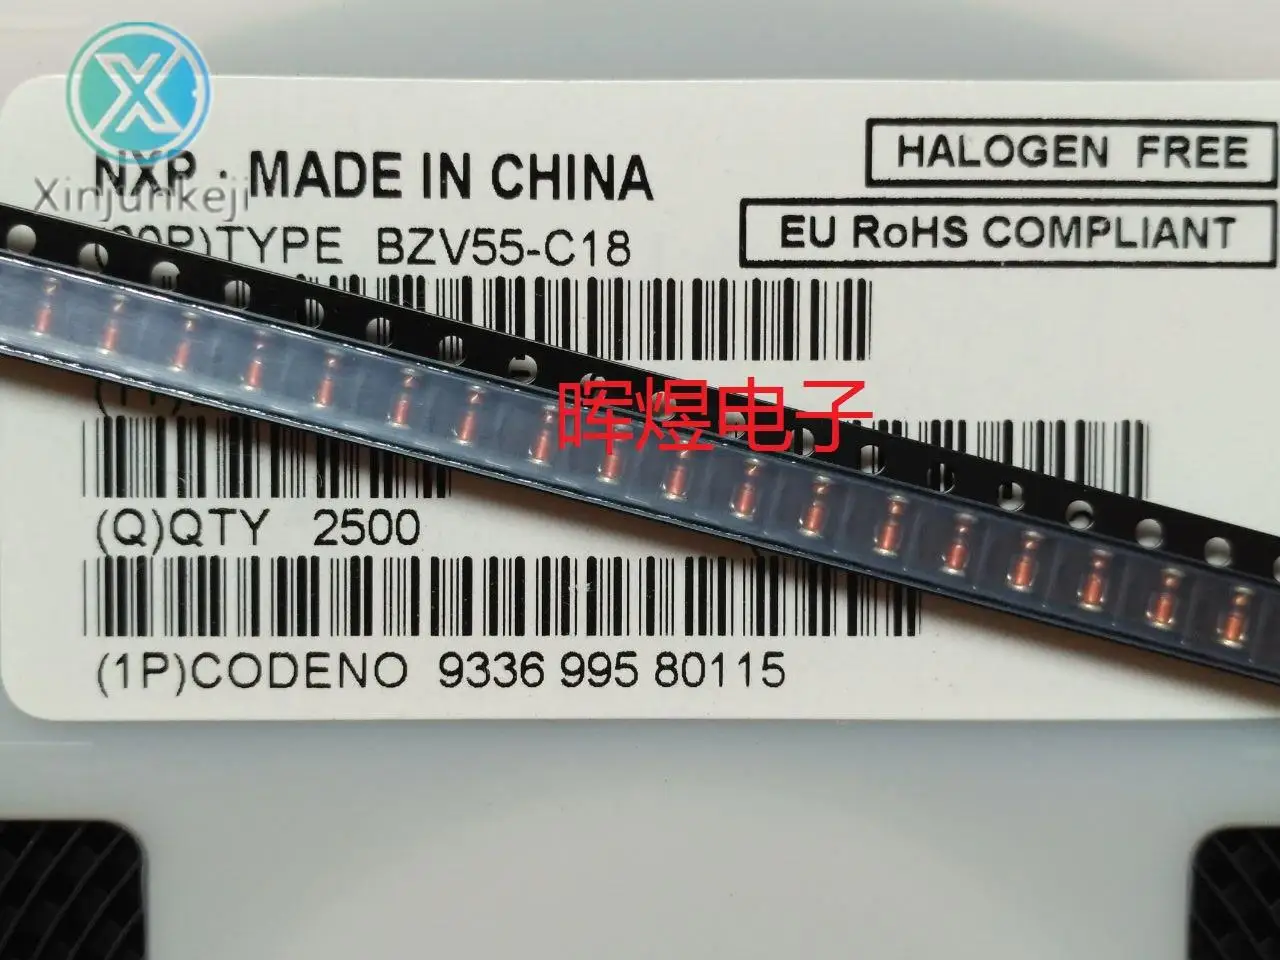 NXP · MADE IN CHINA
Xinjunkeji
HALOGEN FREE
EU RoHS COMPLIANT
TYPE BZV55-C18
晖煜电子
(Q)QTY 2500
(1P)CODENO 9336 995 80115